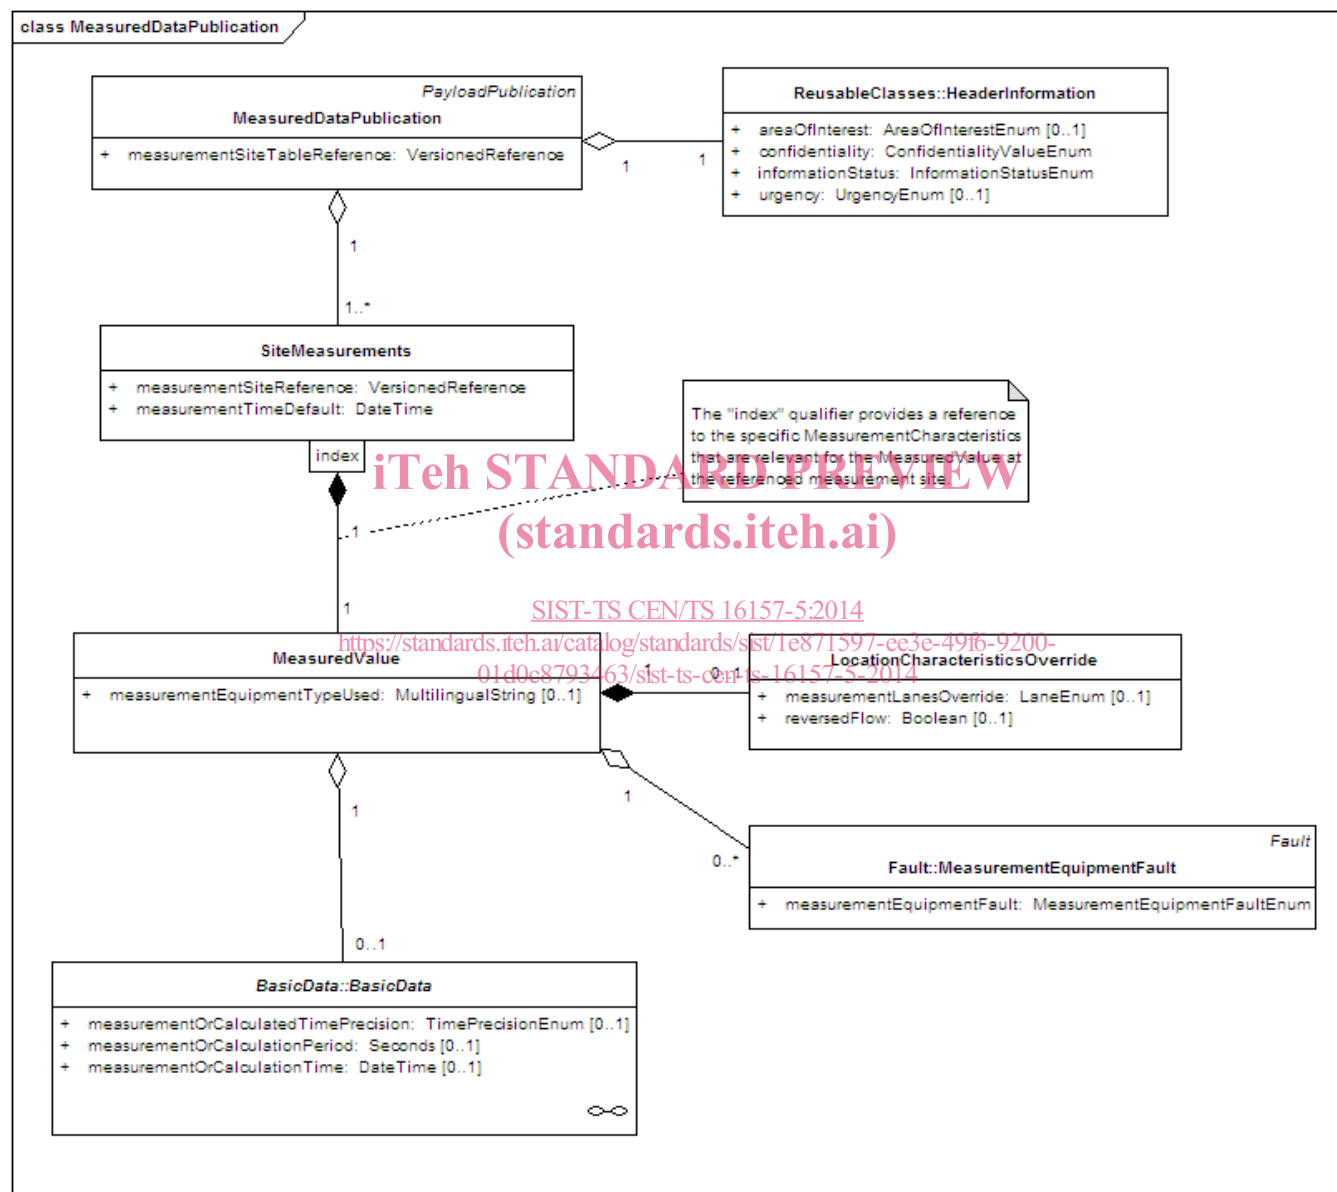 class MeasuredDataPublication
PayloadPublication
MeasuredDataPublication
+ measurementSiteTableReference: VersionedReference
1
1
ReusableClasses::HeaderInformation
+ areaOfInterest: AreaOfInterestEnum [0..1]
+ confidentiality: ConfidentialityValueEnum
+ informationStatus: InformationStatusEnum
+ urgency: UrgencyEnum [0..1]
1
1..*
SiteMeasurements
+ measurementSiteReference: VersionedReference
+ measurementTimeDefault: DateTime
index
The "index" qualifier provides a reference
to the specific MeasurementCharacteristics
that are relevant for the MeasuredValue at
the referenced measurement site.
iTeh STANDARD PREVIEW
(standards.iteh.ai)
1
1
SIST-TS CEN/TS 16157-5:2014
https://standards.iteh.ai/catalog/standards/sist/1e871597-ee3e-49f6-9200-
01d0c8793463/sist-ts-cen-ts-16157-5-2014
MeasuredValue
+ measurementEquipmentTypeUsed: MultilingualString [0..1]
1
0..1
LocationCharacteristicsOverride
+ measurementLanesOverride: LaneEnum [0..1]
+ reversedFlow: Boolean [0..1]
1
0..*
Fault
Fault::MeasurementEquipmentFault
+ measurementEquipmentFault: MeasurementEquipmentFaultEnum
1
0..1
BasicData::BasicData
+ measurementOrCalculatedTimePrecision: TimePrecisionEnum [0..1]
+ measurementOrCalculationPeriod: Seconds [0..1]
+ measurementOrCalculationTime: DateTime [0..1]